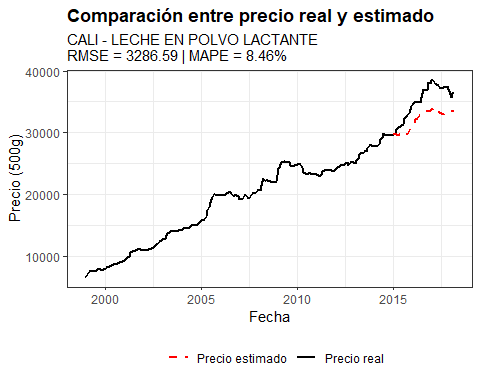 Comparación entre precio real y estimado
CALI - LECHE EN POLVO LACTANTE
RMSE = 3286.59 | MAPE = 8.46%
Precio (500g)
40000
30000
20000
10000
2000 2005 2010 2015
Fecha
Precio estimado Precio real